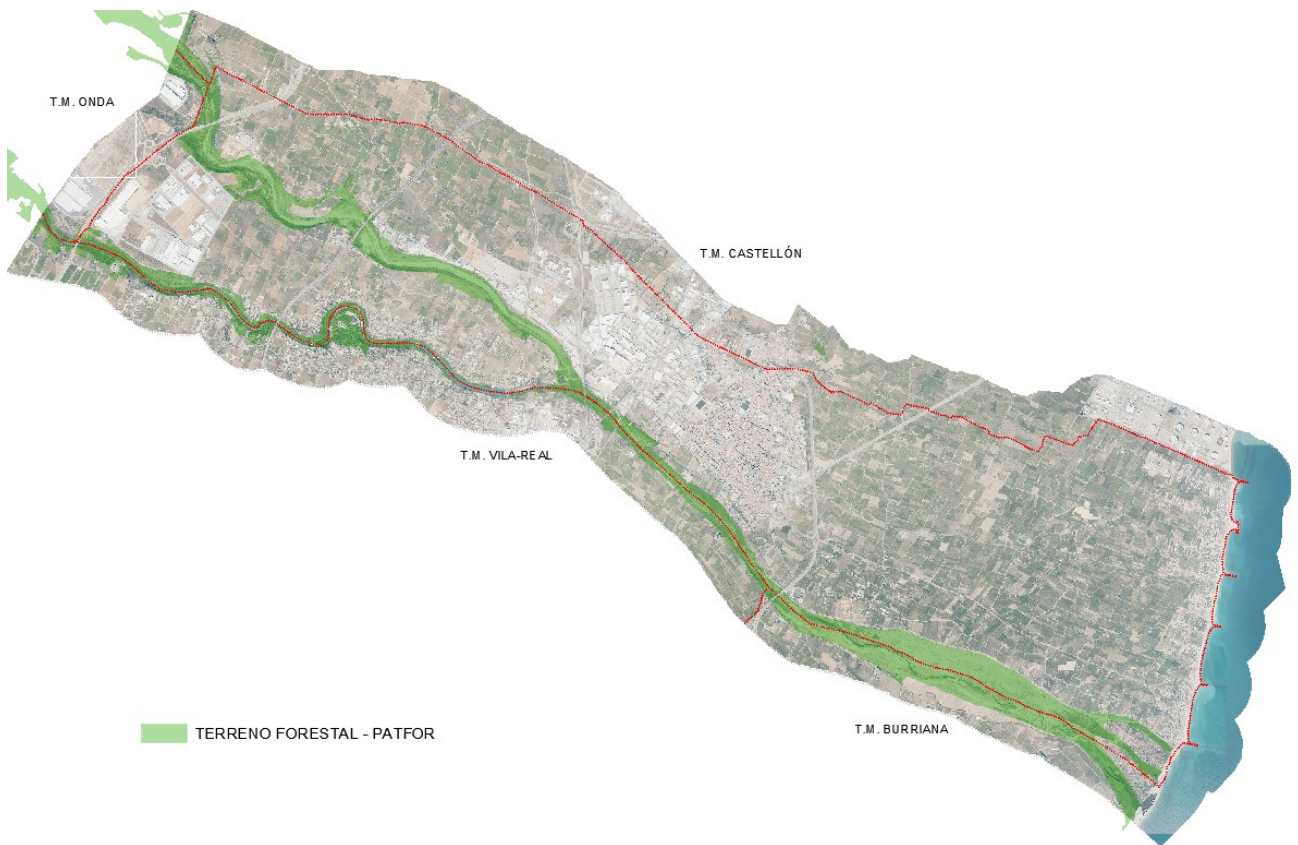 T.M. ONDA
T.M. CASTELLÓN
T.M. VILA-REAL
T.M. BURRIANA
TERRENO FORESTAL - PATFOR